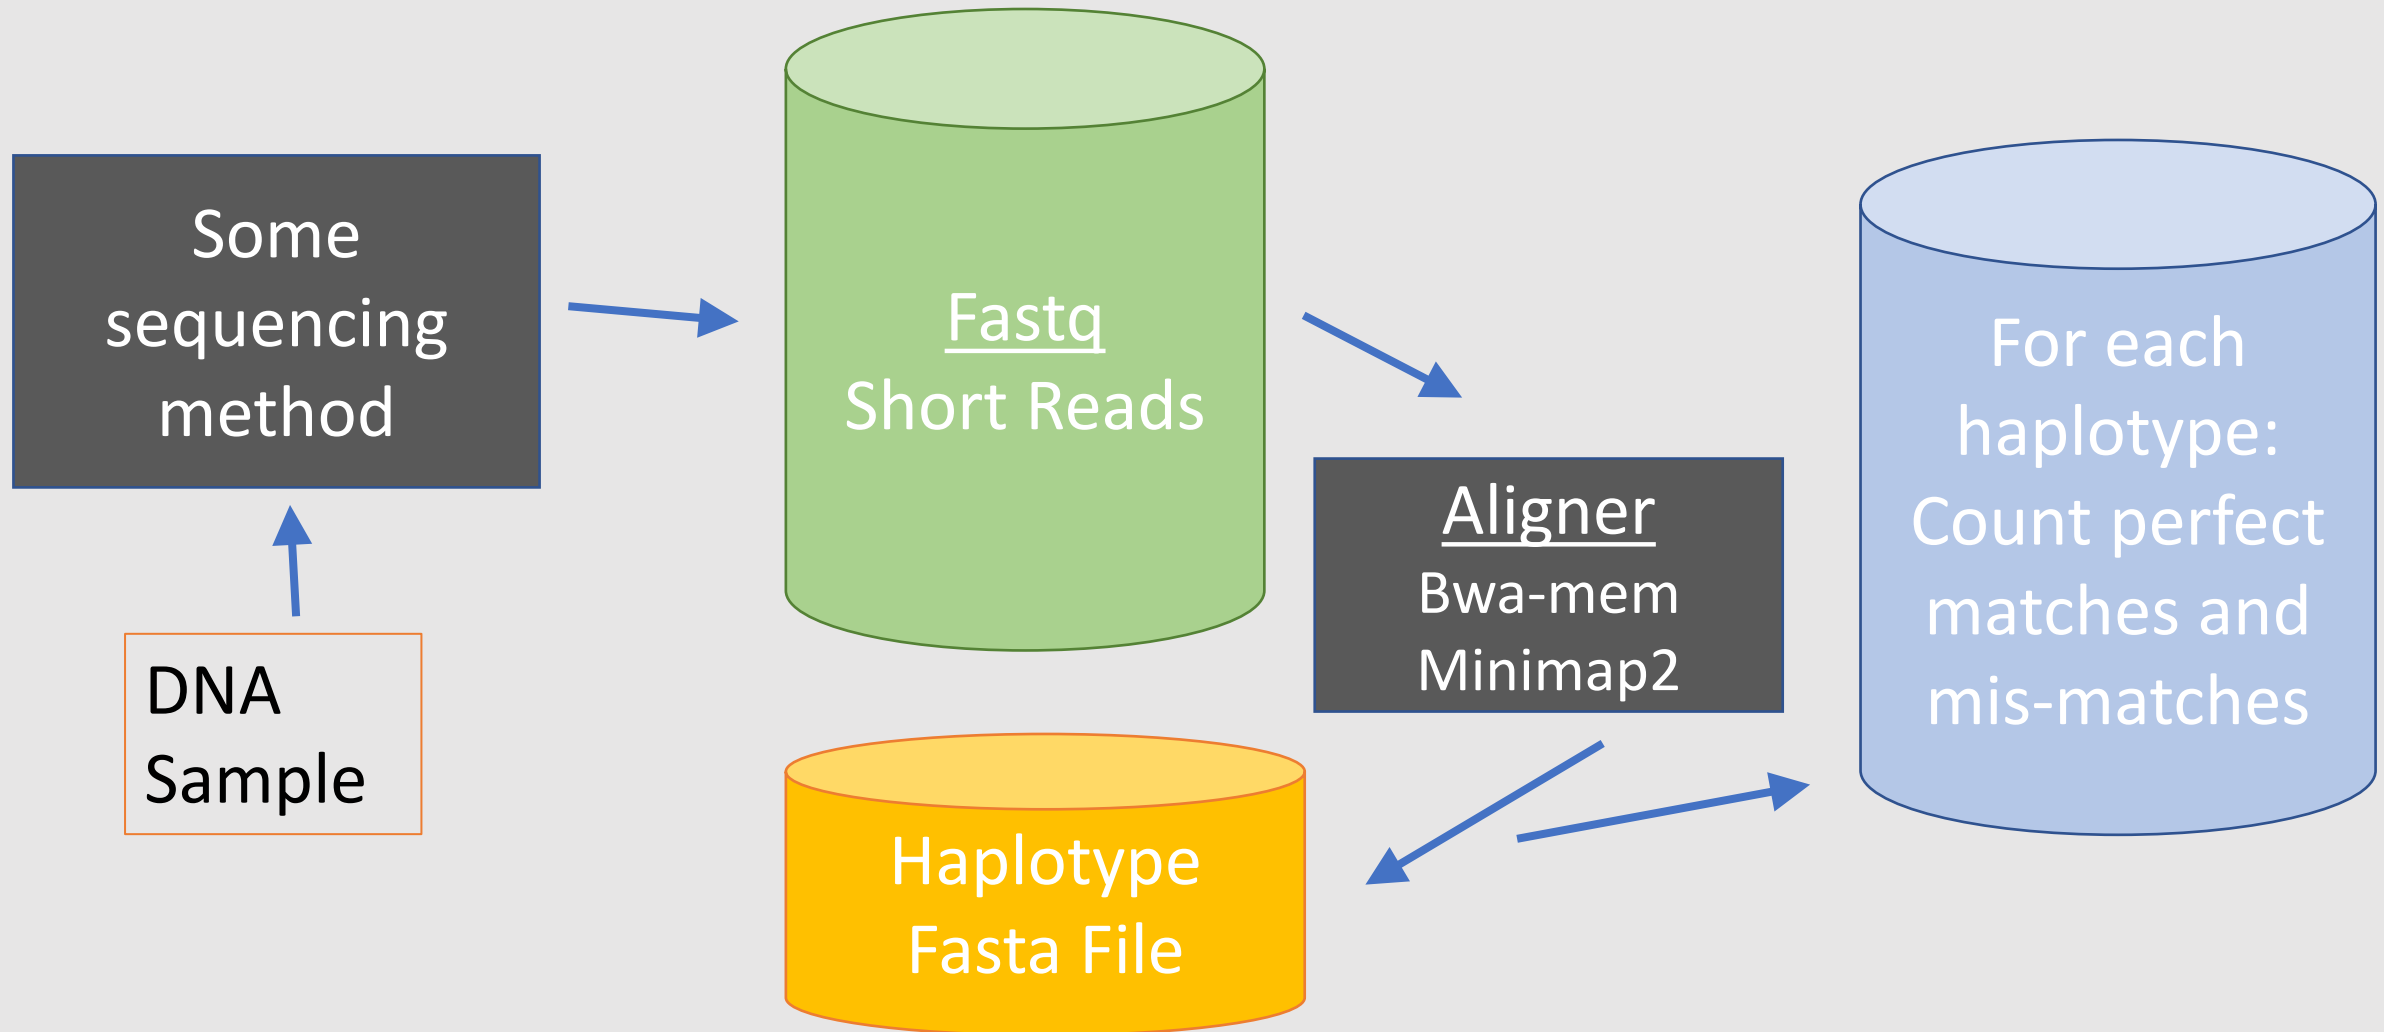 Some
sequencing
method
DNA
Sample
Fastq
Short Reads
Aligner
Bwa-mem
Minimap2
Haplotype
Fasta File
For each
haplotype:
Count perfect
matches and
mis-matches